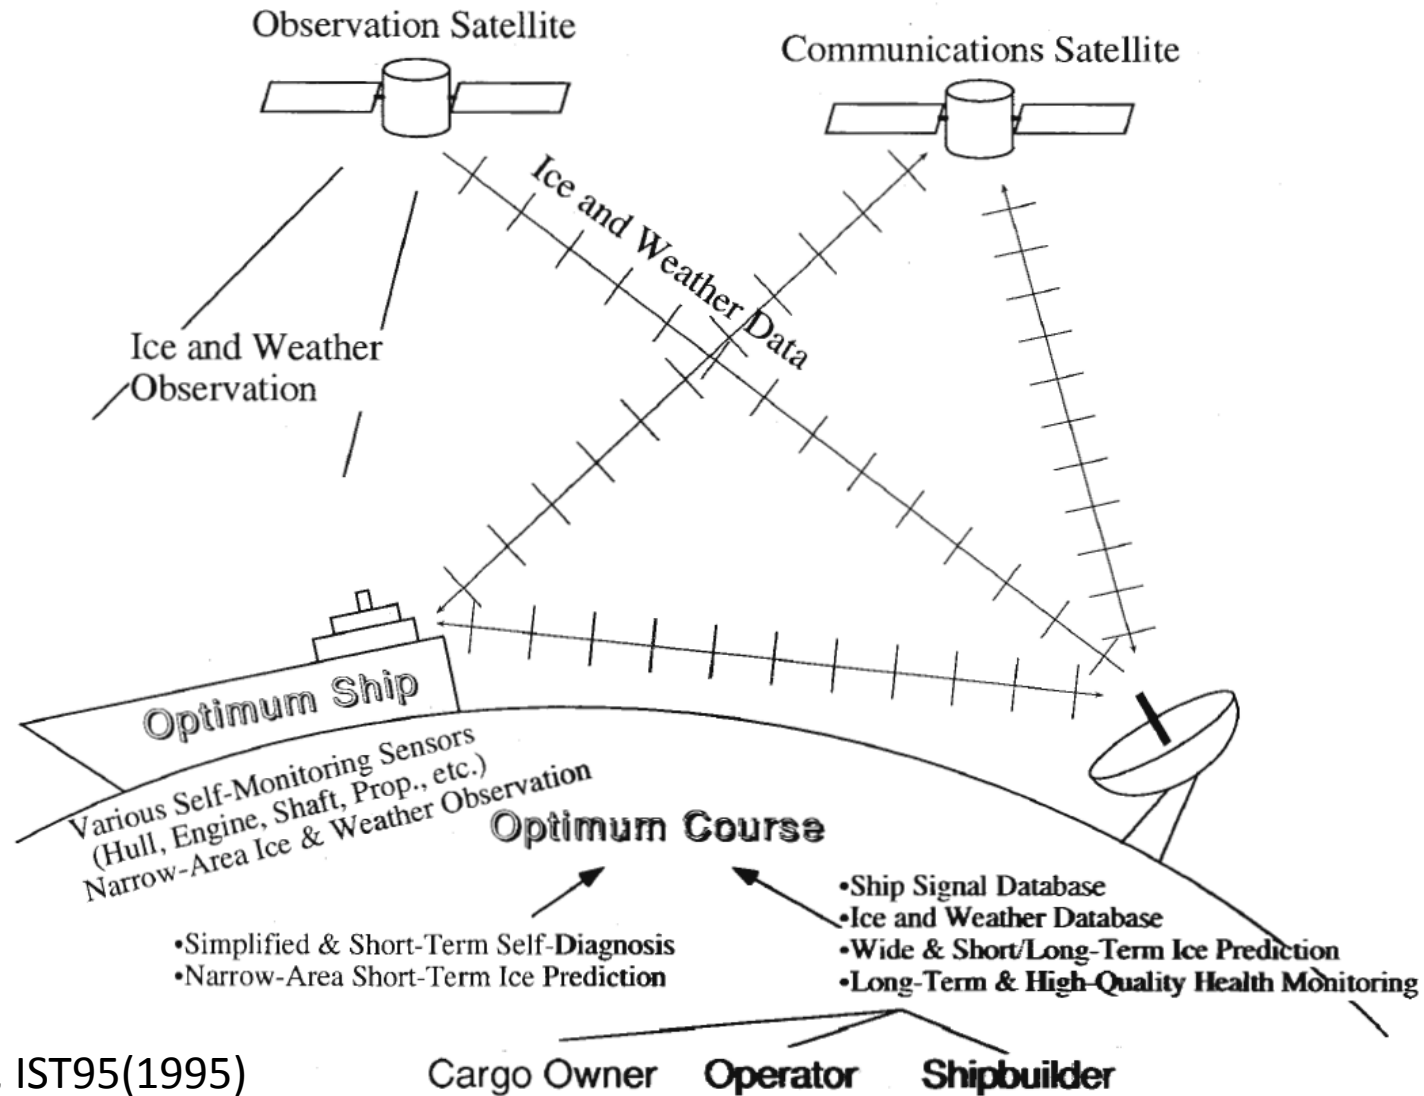 Observation Satellite
Communications Satellite
Ice and Weather Data
Ice and Weather
Observation
Optimum Ship
Various Self-Monitoring Sensors
(Hull, Engine, Shaft, Prop., etc.)
Narrow-Area Ice & Weather Observation
Optimum Course
•Simplified & Short-Term Self-Diagnosis
•Narrow-Area Short-Term Ice Prediction
•Ship Signal Database
•Ice and Weather Database
•Wide & Short/Long-Term Ice Prediction
•Long-Term & High-Quality Health Monitoring
Cargo Owner Operator Shipbuilder
. IST95(1995)